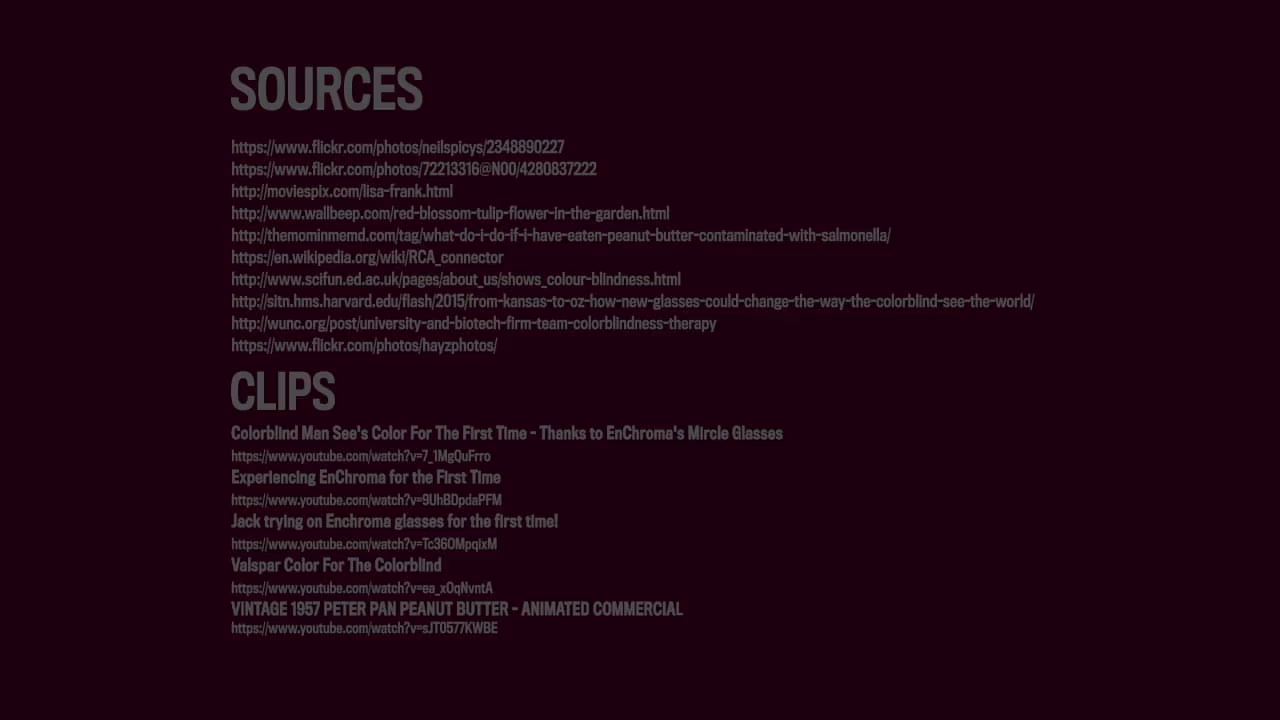 SOURCES
https://www.flickr.com/photos/neilspicys/2348890227
https://www.flickr.com/photos/72213316@N00/4280837222
http://moviespix.com/lisa-frank.html
http://www.wallbeep.com/red-blossom-tulip-flower-in-the-garden.html
http://themominmemd.com/tag/what-do-i-do-if-i-have-eaten-peanut-butter-contaminated-with-salmonella/
https://en.wikipedia.org/wiki/RCA_connector
http://www.scifun.ed.ac.uk/pages/about_us/shows_colour-blindness.html
http://sitn.hms.harvard.edu/flash/2015/from-kansas-to-oz-how-new-glasses-could-change-the-way-the-colorblind-see-the-world/
http://wunc.org/post/university-and-biotech-firm-team-colorblindness-therapy
https://www.flickr.com/photos/hayzphotos/
CLIPS
Colorblind Man See's Color For The First Time - Thanks to EnChroma's Mircle Glasses
https://www.youtube.com/watch?v=7_1MgQuFrro
Experiencing EnChroma for the First Time
https://www.youtube.com/watch?v=9UhBDpdaPFM
Jack trying on Enchroma glasses for the first time!
https://www.youtube.com/watch?v=Tc36OMpqixM
Valspar Color For The Colorblind
https://www.youtube.com/watch?v=ea_xOqNvntA
VINTAGE 1957 PETER PAN PEANUT BUTTER - ANIMATED COMMERCIAL
https://www.youtube.com/watch?v=sJT0577KWBE